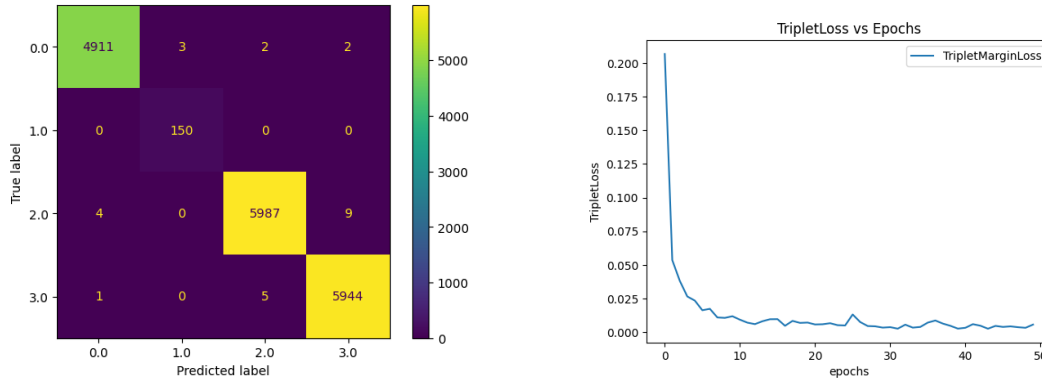 0.0 4911 3 2 2
1.0 0 150 0 0
2.0 4 0 5987 9
3.0 1 0 5 5944
0.0 1.0 2.0 3.0
Predicted label
True label
5000
4000
3000
2000
1000
0
TripletLoss vs Epochs
TripletMarginLoss
0.200
0.175
0.150
0.125
0.100
0.075
0.050
0.025
0.000
TripletLoss
0 10 20 30 40 50
epochs